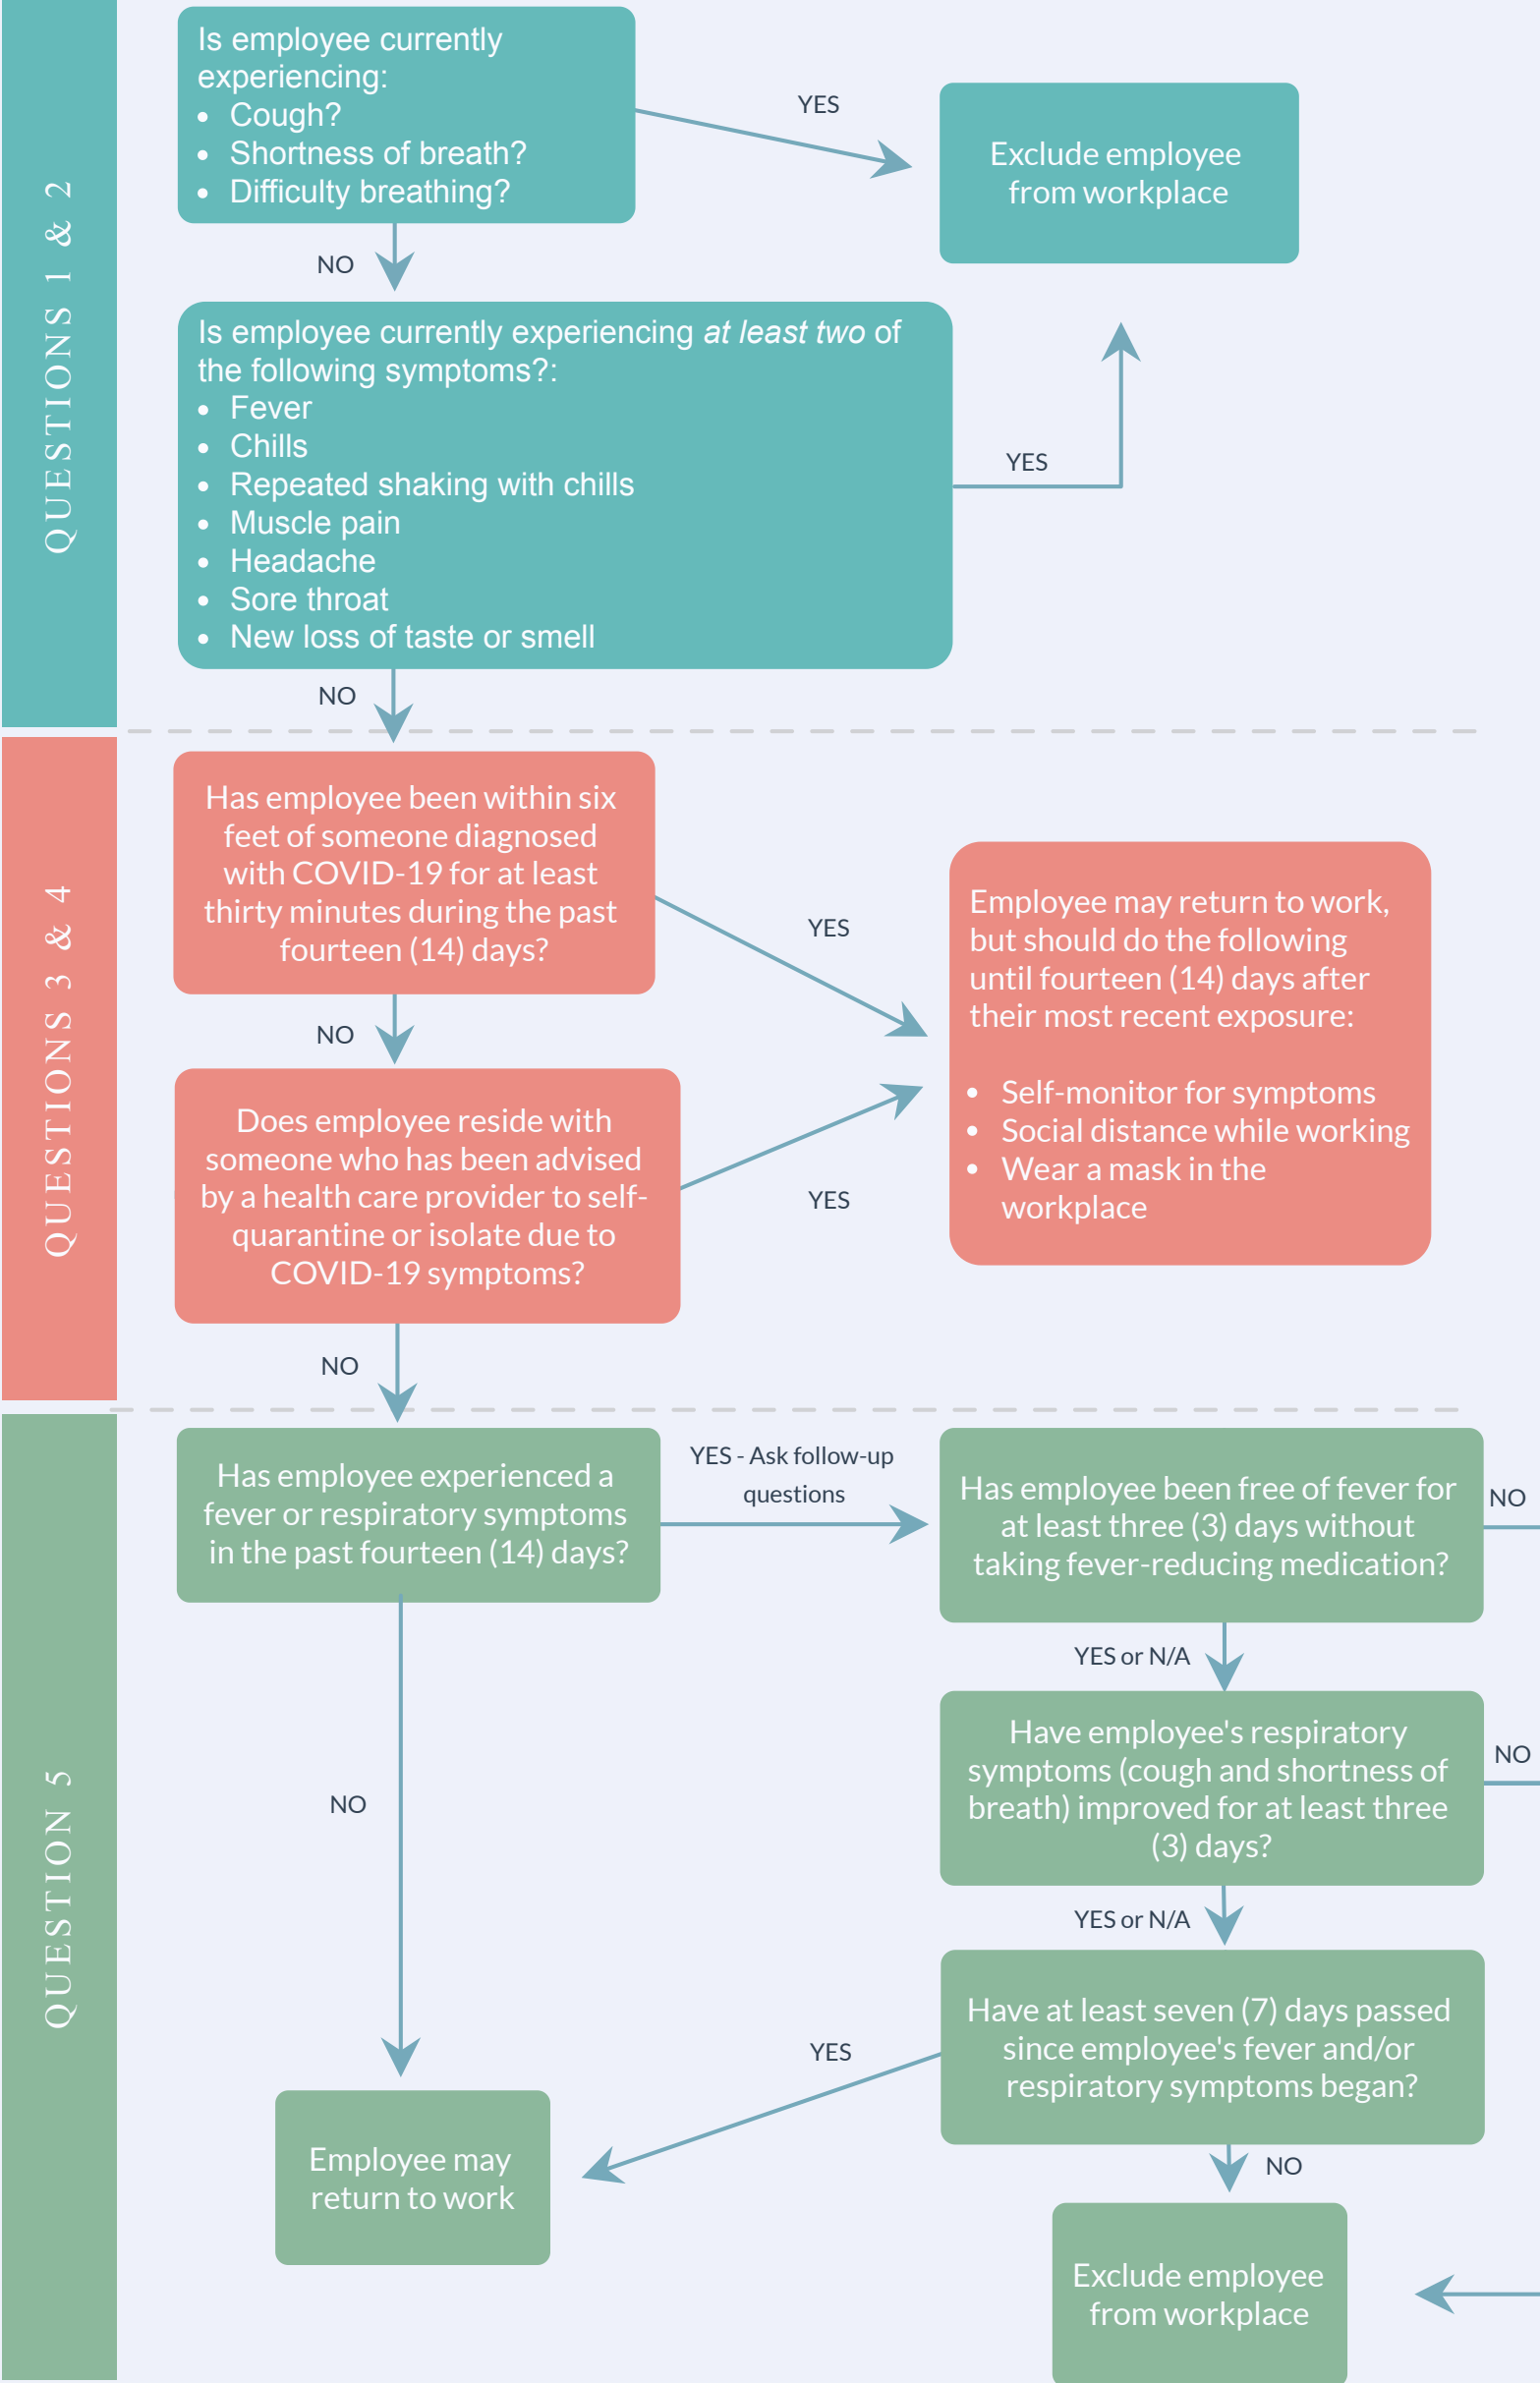 QUESTIONS 1 & 2
Is employee currently
experiencing:
• Cough?
• Shortness of breath?
• Difficulty breathing?
YES
Exclude employee
from workplace
NO
Is employee currently experiencing at least two of
the following symptoms?:
• Fever
• Chills
• Repeated shaking with chills
• Muscle pain
• Headache
• Sore throat
• New loss of taste or smell
YES
NO
QUESTIONS 3 & 4
Has employee been within six
feet of someone diagnosed
with COVID-19 for at least
thirty minutes during the past
fourteen (14) days?
YES
NO
Does employee reside with
someone who has been advised
by a health care provider to self-
quarantine or isolate due to
COVID-19 symptoms?
YES
Employee may return to work,
but should do the following
until fourteen (14) days after
their most recent exposure:
• Self-monitor for symptoms
• Social distance while working
• Wear a mask in the
workplace
NO
QUESTION 5
Has employee experienced a
fever or respiratory symptoms
in the past fourteen (14) days?
YES - Ask follow-up
questions
Has employee been free of fever for
at least three (3) days without
taking fever-reducing medication?
NO
YES or N/A
Have employee's respiratory
symptoms (cough and shortness of
breath) improved for at least three
(3) days?
NO
NO
YES or N/A
Have at least seven (7) days passed
since employee's fever and/or
respiratory symptoms began?
YES
NO
Employee may
return to work
Exclude employee
from workplace